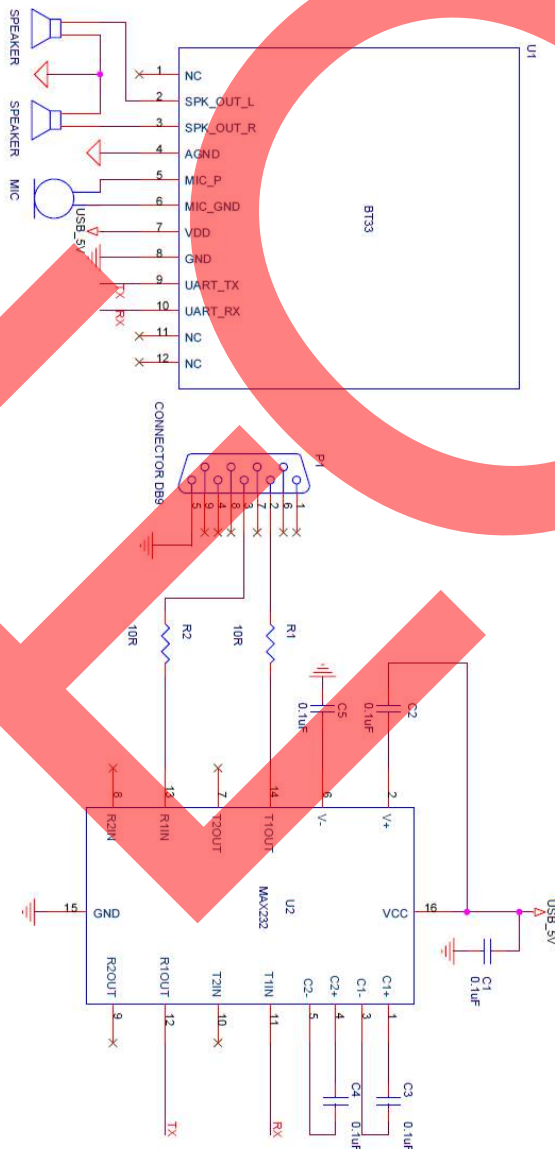 SPEAKER
SPEAKER
MIC
U1
BT33
1 NC
2 SPK_OUT_L
3 SPK_OUT_R
4 AGND
5 MIC_P
6 MIC_GND
7 VDD
8 GND
9 UART_TX
10 UART_RX
11 NC
12 NC
USB_5V
TX
RX
CONNECTOR DB9
P1
5
9
4
8
3
7
2
6
1
R2
10R
R1
10R
C5
0.1uF
C2
0.1uF
8 R2IN
13 R1IN
7 T2OUT
14 T1OUT
6 V-
2 V+
15 GND
U2
MAX232
VCC 16
USB_5V
C1
0.1uF
R2OUT 9
R1OUT 12
T2IN 10
T1IN 11
C2- 5
C2+ 4
C1- 3
C1+ 1
TX
RX
C4
0.1uF
C3
0.1uF